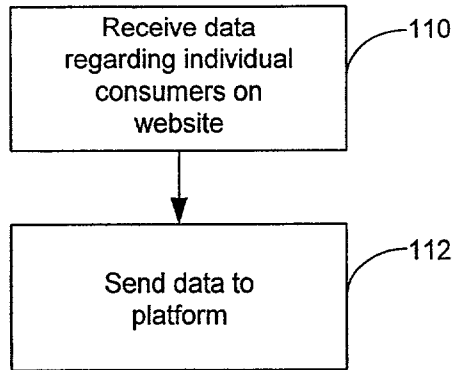 Receive data
regarding individual
consumers on
website
110
Send data to
platform
112